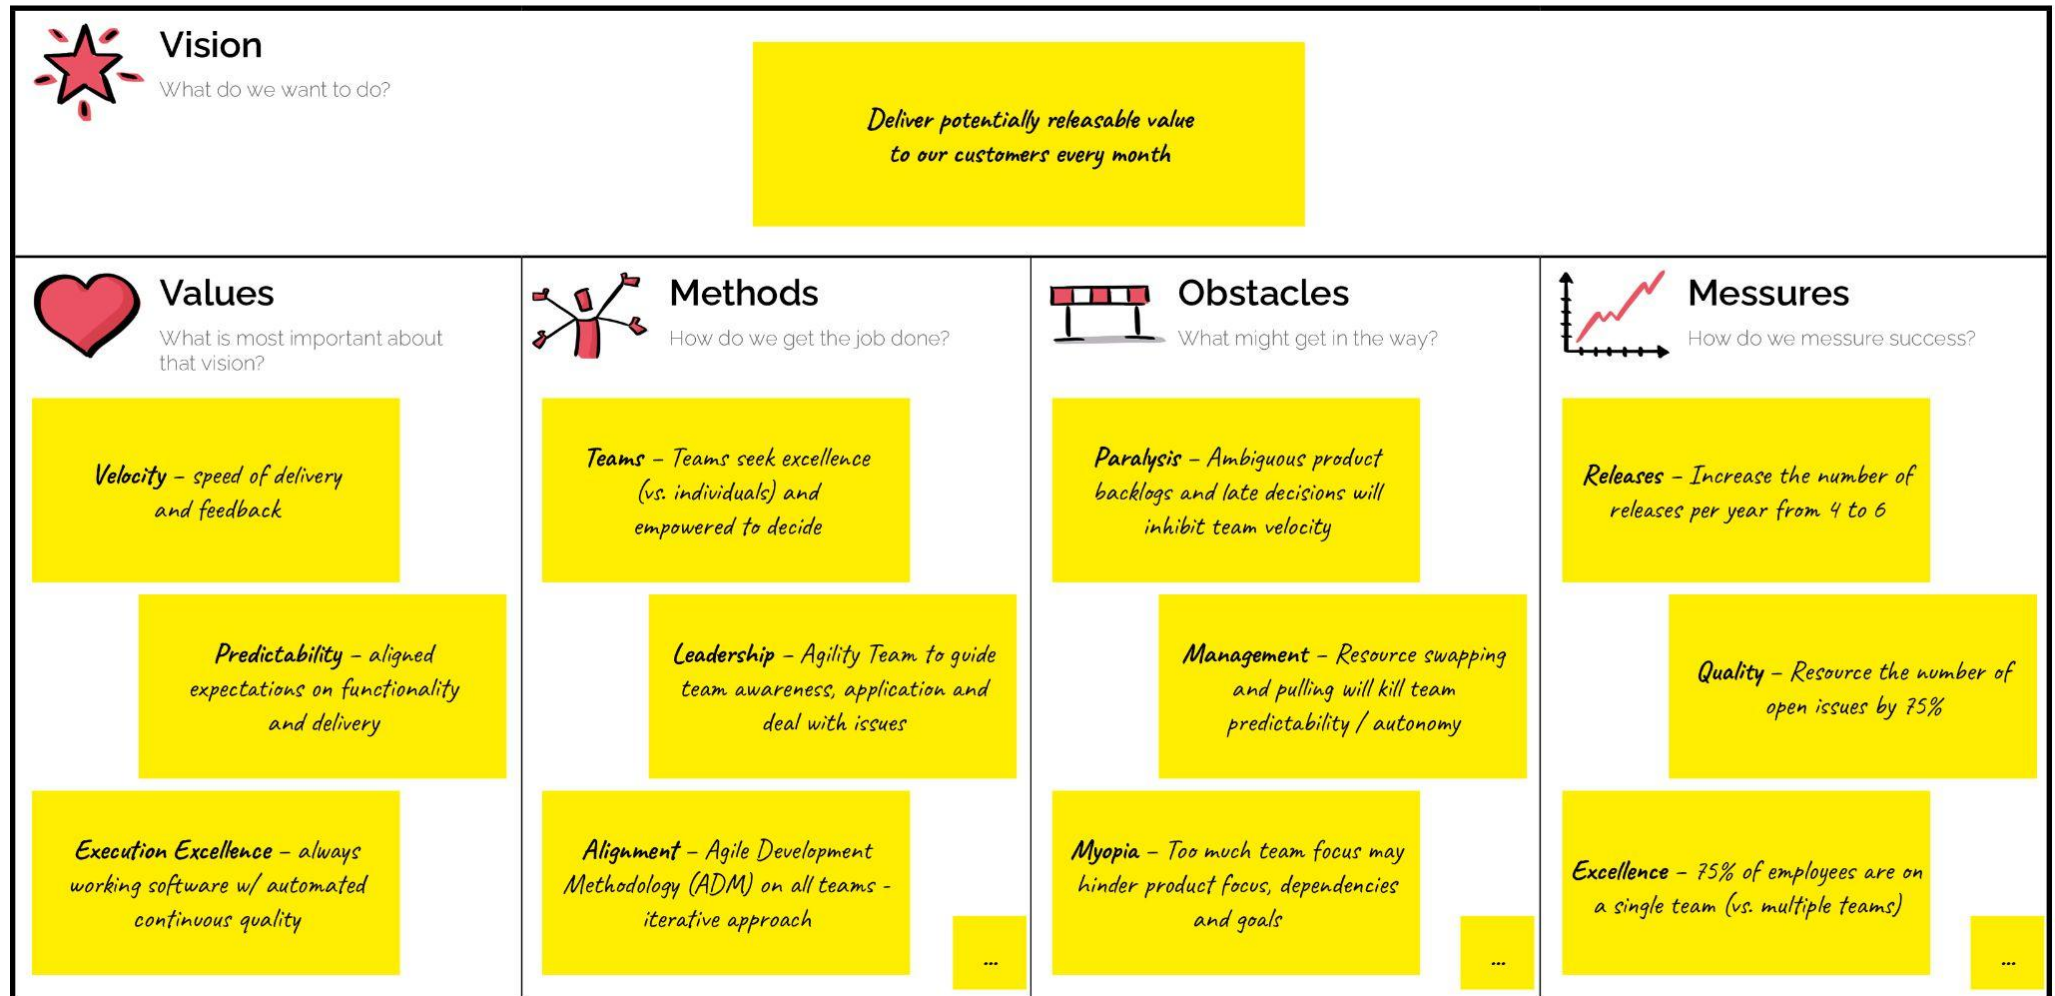 Vision
What do we want to do?
Deliver potentially releasable value
to our customers every month
Values
What is most important about
that vision?
Velocity – speed of delivery
and feedback
Predictability – aligned
expectations on functionality
and delivery
Execution Excellence – always
working software w/ automated
continuous quality
Methods
How do we get the job done?
Teams – Teams seek excellence
(vs. individuals) and
empowered to decide
Leadership – Agility Team to guide
team awareness, application and
deal with issues
Alignment – Agile Development
Methodology (ADM) on all teams -
iterative approach
...
Obstacles
What might get in the way?
Paralysis – Ambiguous product
backlogs and late decisions will
inhibit team velocity
Management – Resource swapping
and pulling will kill team
predictability / autonomy
Myopia – Too much team focus may
hinder product focus, dependencies
and goals
...
Messures
How do we messure success?
Releases – Increase the number of
releases per year from 4 to 6
Quality – Resource the number of
open issues by 75%
Excellence – 75% of employees are on
a single team (vs. multiple teams)
...